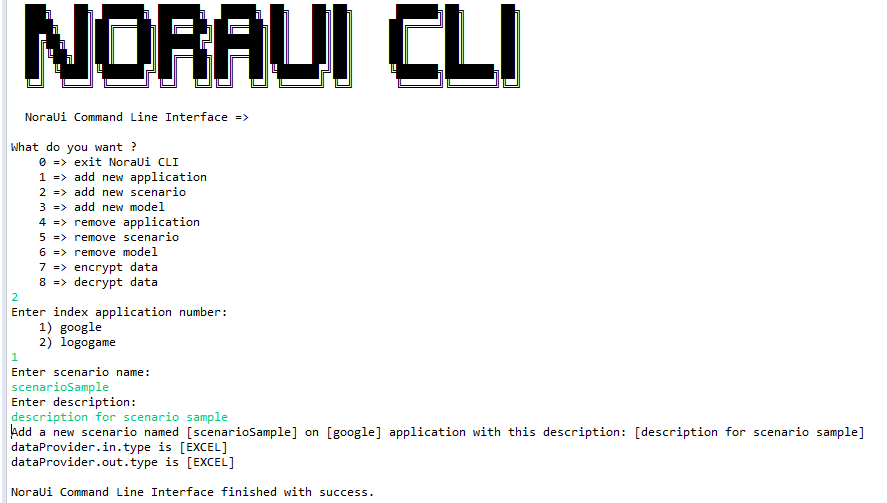 NORAUI CLI
NoraUi Command Line Interface =>
What do you want ?
0 => exit NoraUi CLI
1 => add new application
2 => add new scenario
3 => add new model
4 => remove application
5 => remove scenario
6 => remove model
7 => encrypt data
8 => decrypt data
2
Enter index application number:
1) google
2) logogame
1
Enter scenario name:
scenarioSample
Enter description:
description for scenario sample
Add a new scenario named [scenarioSample] on [google] application with this description: [description for scenario sample]
dataProvider.in.type is [EXCEL]
dataProvider.out.type is [EXCEL]
NoraUi Command Line Interface finished with success.